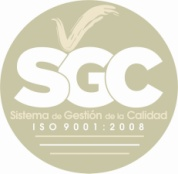 SGC
Sistema de Gestión de la Calidad
ISO 9001:2008